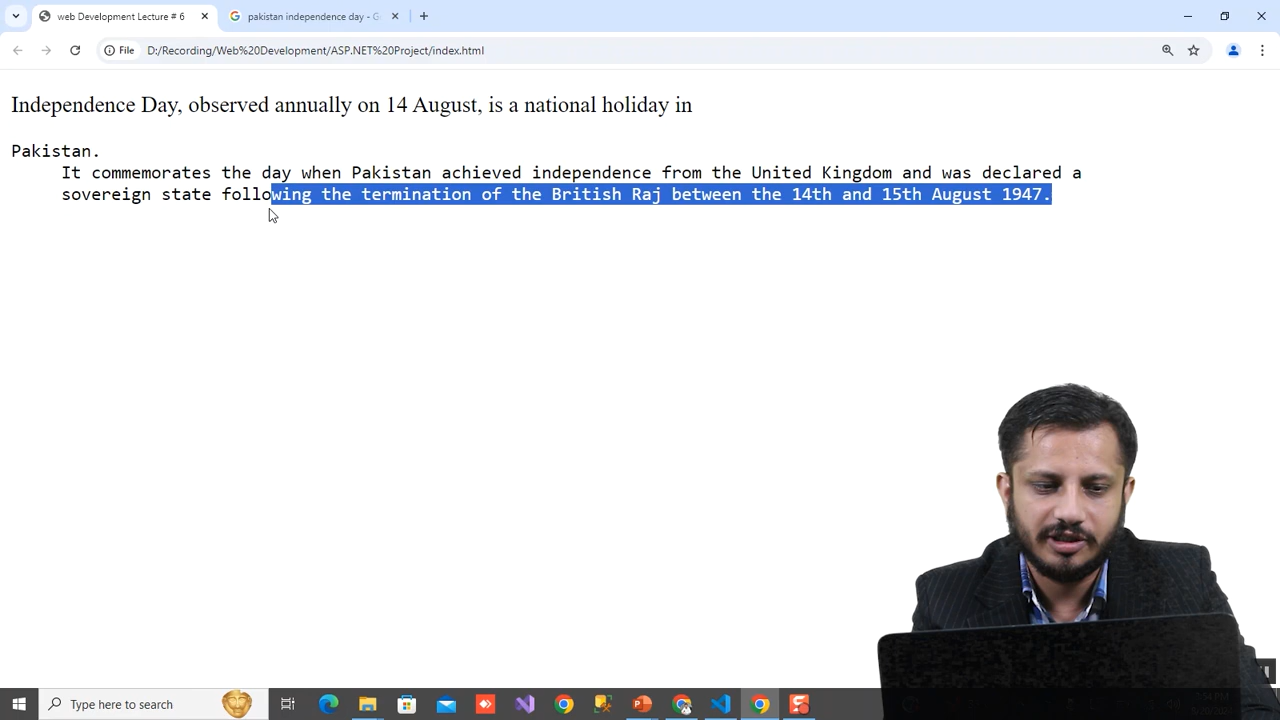 web Development Lecture # 6
pakistan independence day - G
File
D:/Recording/Web%20Development/ASP.NET%20Project/index.html
Independence Day, observed annually on 14 August, is a national holiday in
Pakistan.
It commemorates the day when Pakistan achieved independence from the United Kingdom and was declared a
sovereign state following the termination of the British Raj between the 14th and 15th August 1947.
Type here to search